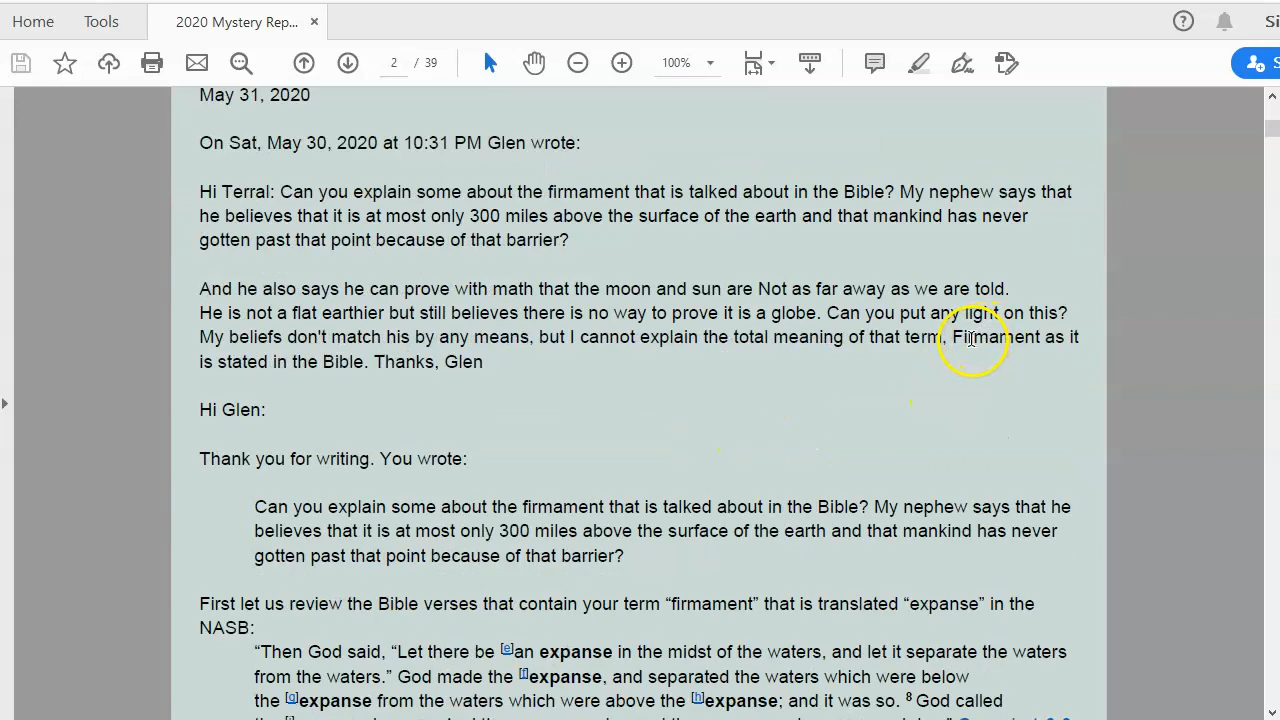 Home Tools 2020 Mystery Rep... × Si
2 / 39 100% S
May 31, 2020
On Sat, May 30, 2020 at 10:31 PM Glen wrote:
Hi Terral: Can you explain some about the firmament that is talked about in the Bible? My nephew says that
he believes that it is at most only 300 miles above the surface of the earth and that mankind has never
gotten past that point because of that barrier?
And he also says he can prove with math that the moon and sun are Not as far away as we are told.
He is not a flat earthier but still believes there is no way to prove it is a globe. Can you put any light on this?
My beliefs don't match his by any means, but I cannot explain the total meaning of that term, Firmament as it
is stated in the Bible. Thanks, Glen
Hi Glen:
Thank you for writing. You wrote:
Can you explain some about the firmament that is talked about in the Bible? My nephew says that he
believes that it is at most only 300 miles above the surface of the earth and that mankind has never
gotten past that point because of that barrier?
First let us review the Bible verses that contain your term “firmament” that is translated “expanse” in the
NASB:
“Then God said, “Let there be [e]an expanse in the midst of the waters, and let it separate the waters
from the waters.” God made the [f]expanse, and separated the waters which were below
the [g]expanse from the waters which were above the [h]expanse; and it was so. 8 God called